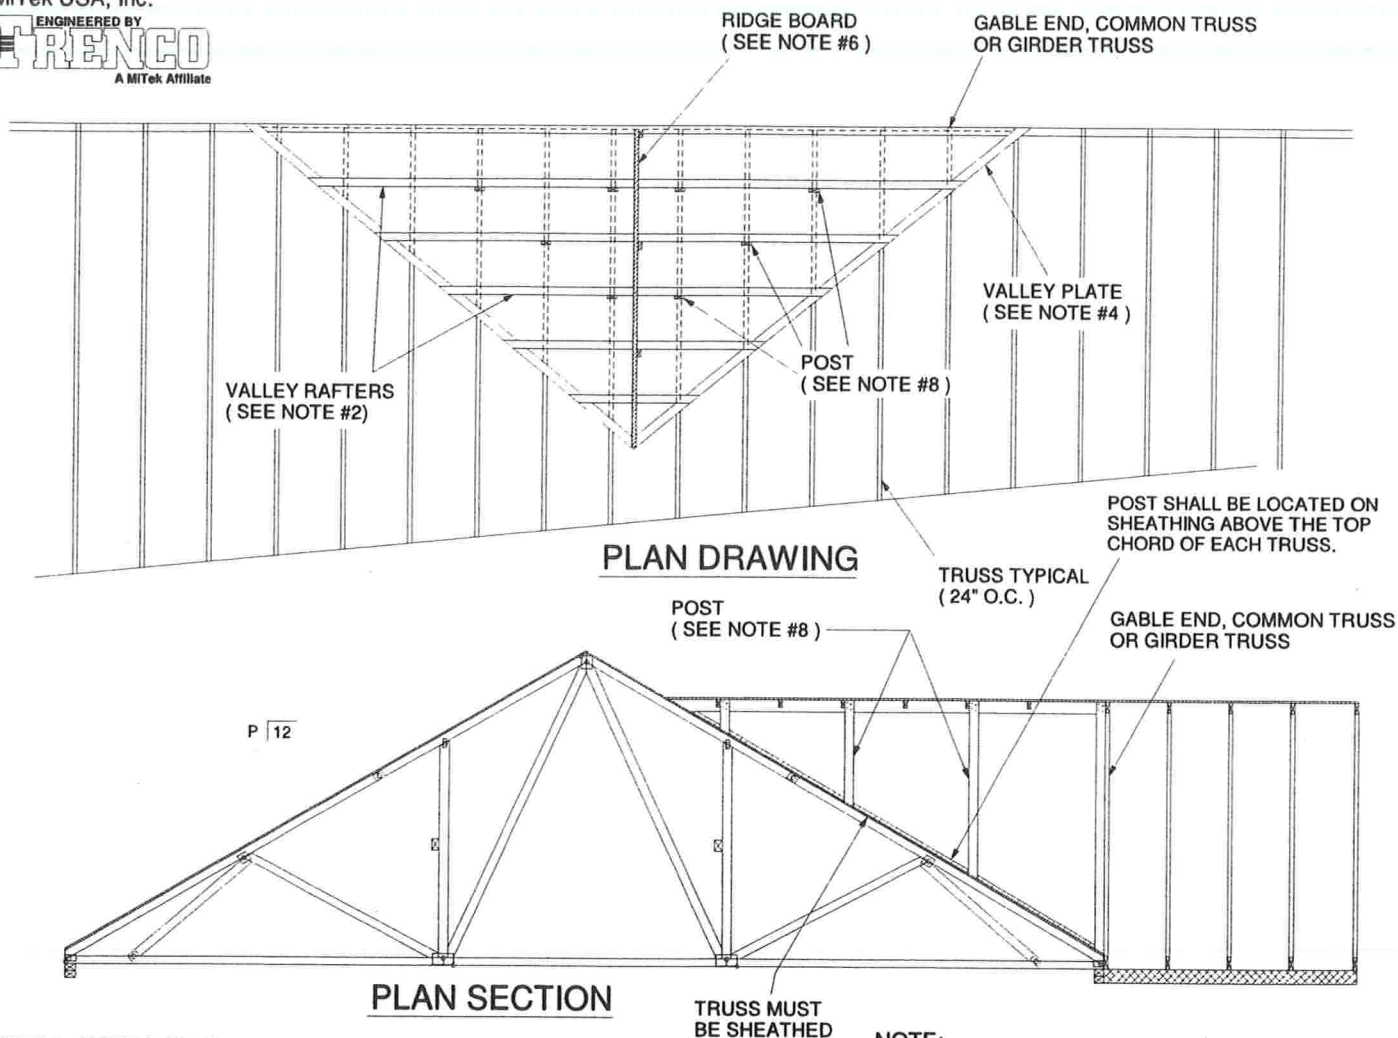 MiTek USA, Inc.
ENGINEERED BY
TRENCO
A MiTek Affiliate
RIDGE BOARD
( SEE NOTE #6 )
GABLE END, COMMON TRUSS
OR GIRDER TRUSS
VALLEY PLATE
( SEE NOTE #4 )
POST
( SEE NOTE #8 )
VALLEY RAFTERS
( SEE NOTE #2)
POST SHALL BE LOCATED ON
SHEATHING ABOVE THE TOP
CHORD OF EACH TRUSS.
PLAN DRAWING
TRUSS TYPICAL
( 24" O.C. )
POST
( SEE NOTE #8 )
GABLE END, COMMON TRUSS
OR GIRDER TRUSS
P 12
PLAN SECTION
TRUSS MUST
BE SHEATHED
NOTE: